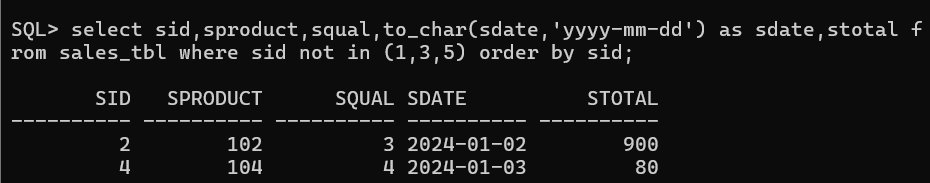 SQL> select sid,sproduct,squal,to_char(sdate,'yyyy-mm-dd') as sdate,stotal f
rom sales_tbl where sid not in (1,3,5) order by sid;
       SID   SPRODUCT      SQUAL SDATE          STOTAL
---------- ---------- ---------- ---------- ----------
         2        102          3 2024-01-02        900
         4        104          4 2024-01-03         80